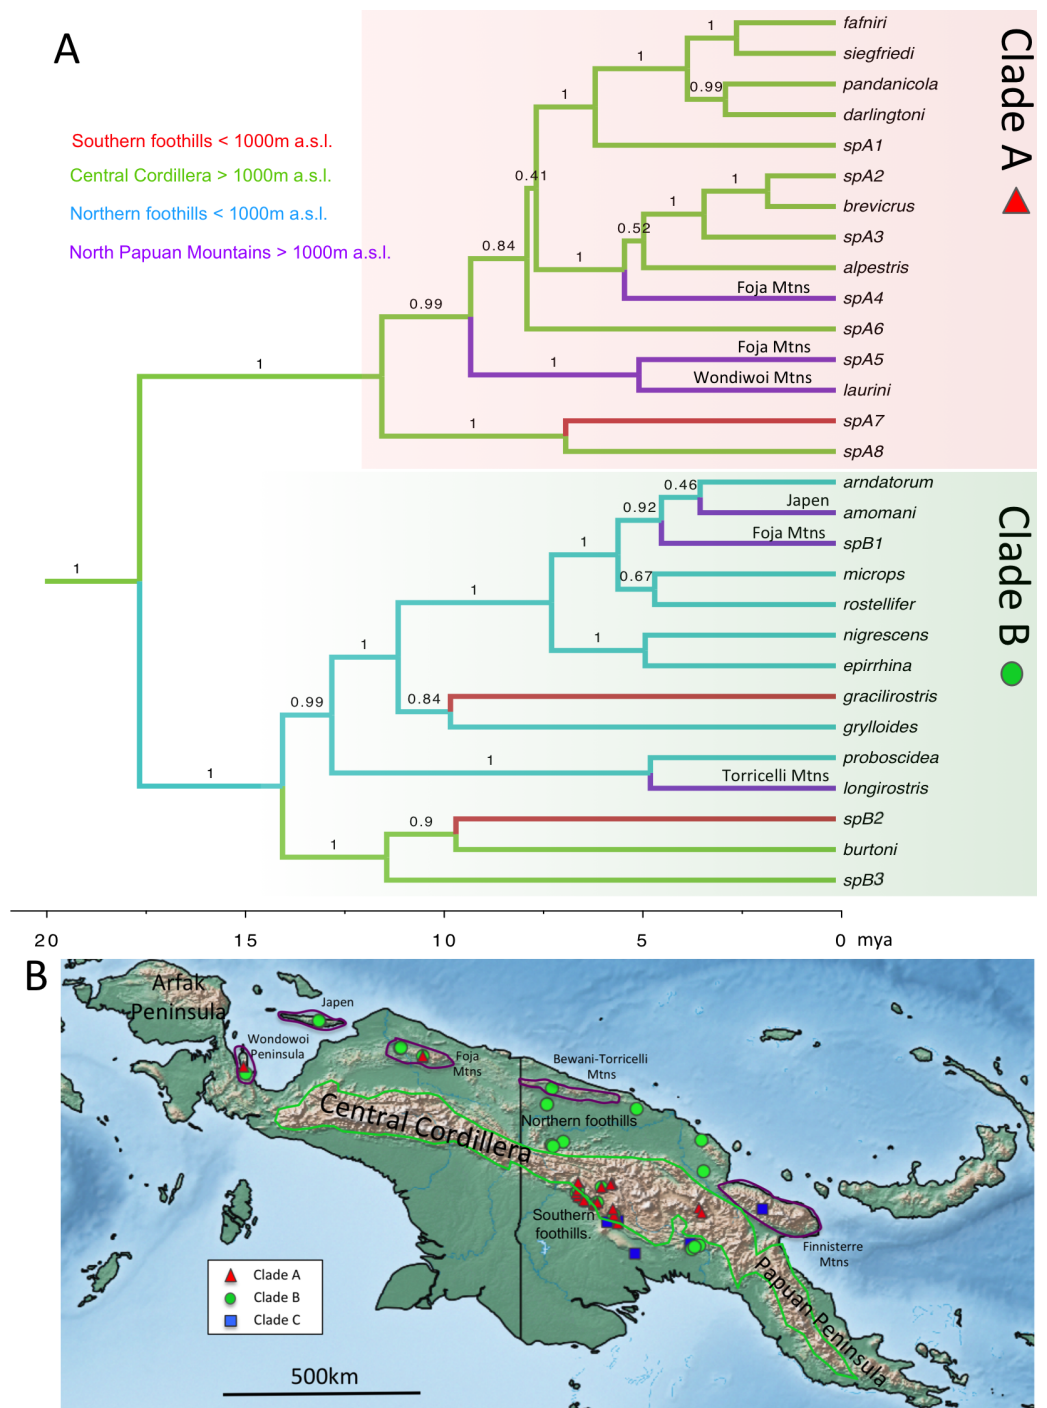 A
Southern foothills < 1000m a.s.l.
Central Cordillera > 1000m a.s.l.
Northern foothills < 1000m a.s.l.
North Papuan Mountains > 1000m a.s.l.
Clade A
Clade B
1
fafniri
siegfriedi
1
0.99
pandanicola
darlingtoni
1
spA1
0.41
1
spA2
brevicrus
1
spA3
0.52
alpestris
1
Foja Mtns
spA4
0.84
spA6
0.99
Foja Mtns
spA5
1
Wondiwoi Mtns
laurini
1
spA7
1
spA8
0.46
arndatorum
Japen
amomani
0.92
Foja Mtns
spB1
1
0.67
microps
rostellifer
1
1
nigrescens
epirrhina
1
0.84
gracilirostris
grylloides
0.99
1
proboscidea
Torricelli Mtns
longirostris
1
1
0.9
spB2
burtoni
1
spB3
20
15
10
5
0
mya
B
Arfak
Peninsula
Japen
Wondowoi
Peninsula
Foja
Mtns
Bewani-Torricelli
Mtns
Central Cordillera
Northern foothills
Southern
foothills.
Finnisterre
Mtns
Papuan Peninsula
Clade A
Clade B
Clade C
500km